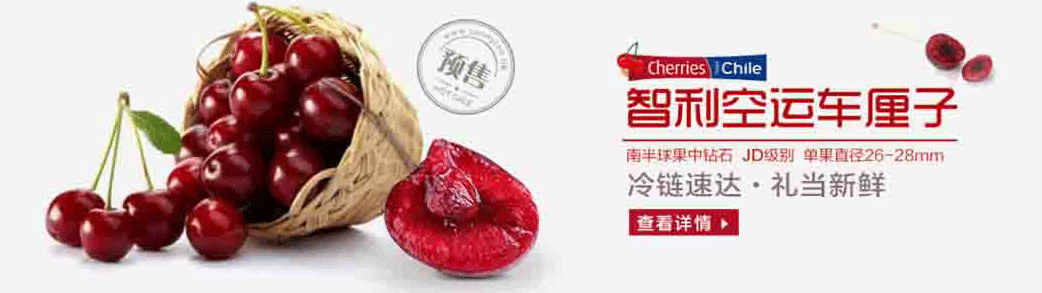 预售
Cherries from Chile
智利空运车厘子
南半球果中钻石 JD级别 单果直径26-28mm
冷链速达·礼当新鲜
查看详情